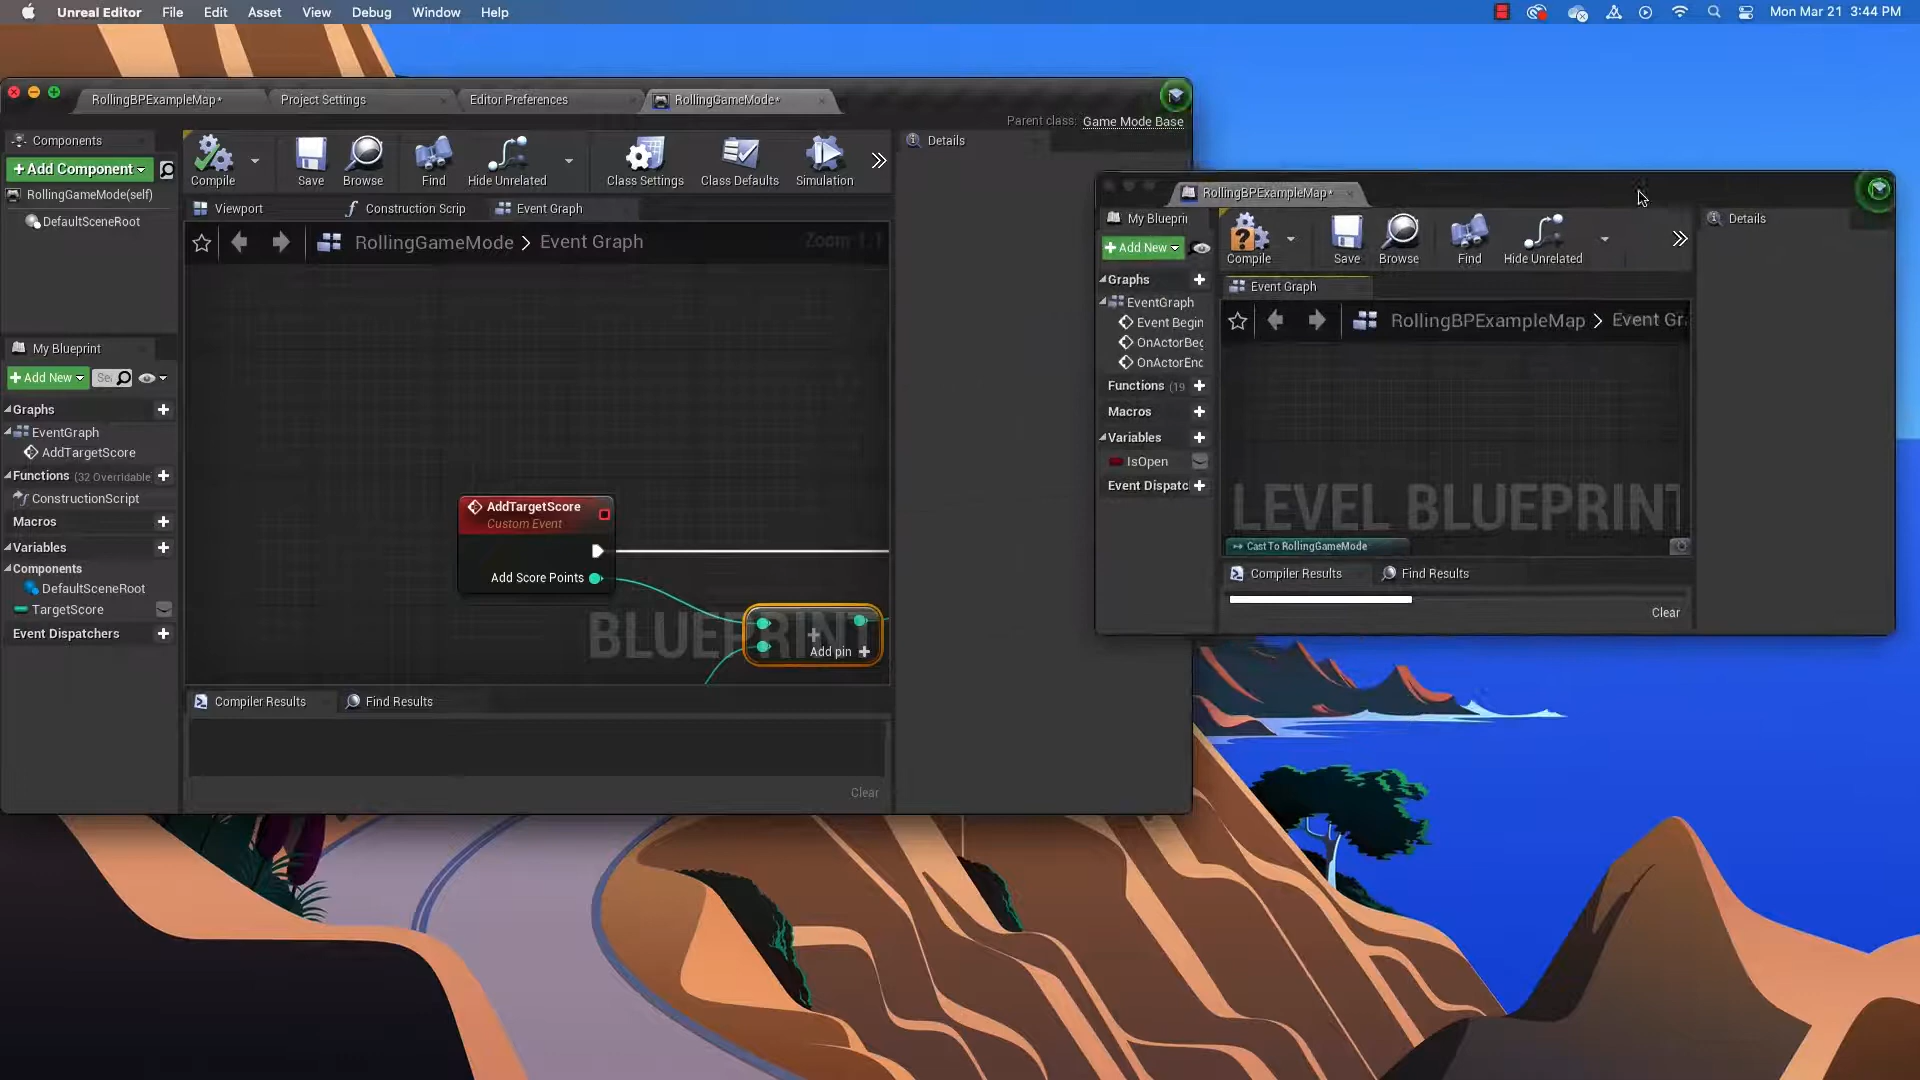 Unreal Editor File Edit Asset View Debug Window Help
Mon Mar 21 3:44 PM
RollingBPExampleMap*
Project Settings
Editor Preferences
RollingGameMode*
Parent class: Game Mode Base
Components
+ Add Component
RollingGameMode(self)
DefaultSceneRoot
Compile
Save
Browse
Find
Hide Unrelated
Class Settings
Class Defaults
Simulation
Details
Viewport
Construction Scrip
Event Graph
RollingGameMode > Event Graph
Zoom 1:1
My Blueprint
+ Add New
Graphs
EventGraph
AddTargetScore
Functions (32 Overridable
ConstructionScript
Macros
Variables
Components
DefaultSceneRoot
TargetScore
Event Dispatchers
AddTargetScore
Custom Event
Add Score Points
Add pin +
BLUEPRINT
Compiler Results
Find Results
Clear
RollingBPExampleMap*
My Blueprii
+ Add New
Graphs
EventGraph
Event Begin
OnActorBeg
OnActorEnd
Functions (19
Macros
Variables
IsOpen
Event Dispatc
Compile
Save
Browse
Find
Hide Unrelated
Details
Event Graph
RollingBPExampleMap > Event Gr
LEVEL BLUEPRINT
Cast To RollingGameMode
Compiler Results
Find Results
Clear